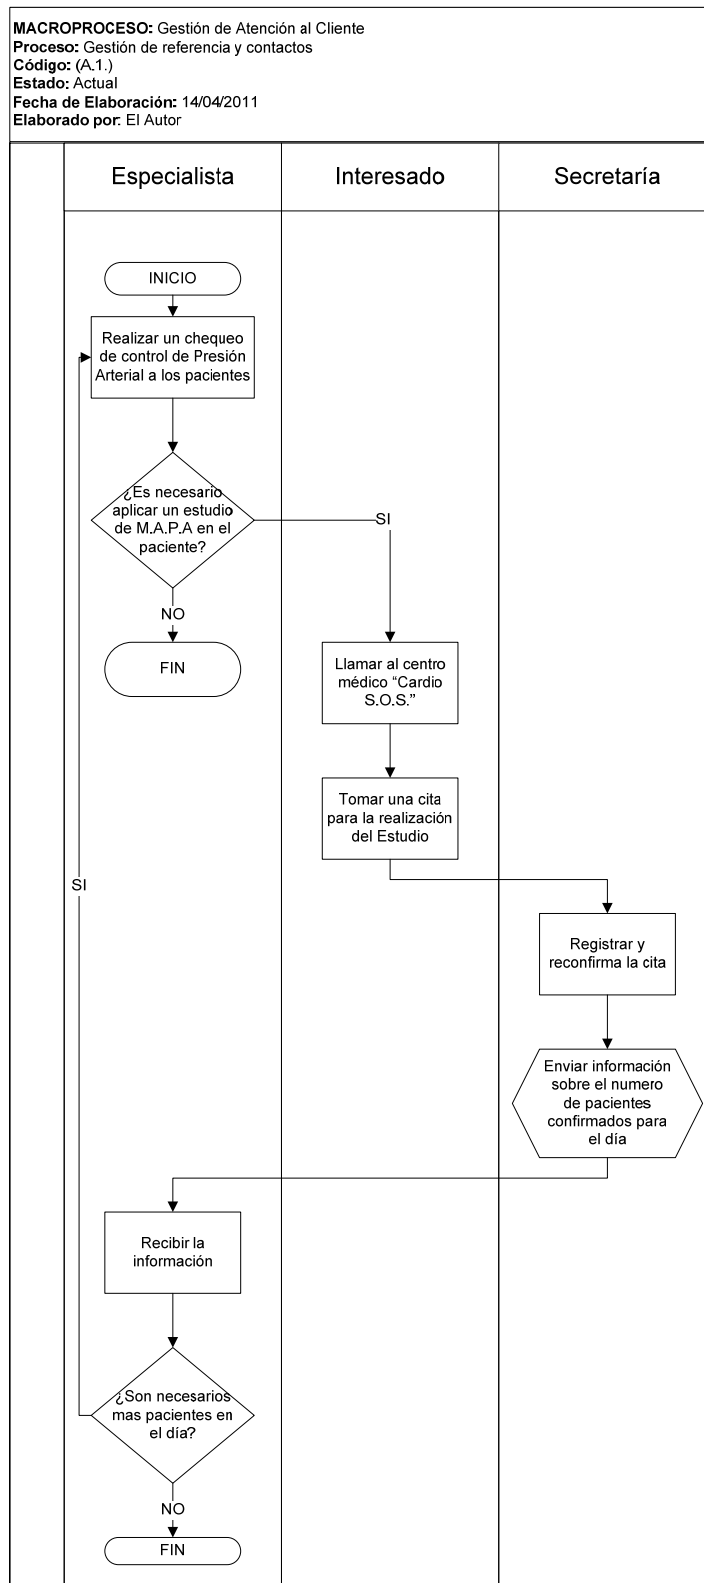 MACROPROCESO: Gestión de Atención al Cliente
Proceso: Gestión de referencia y contactos
Código: (A.1.)
Estado: Actual
Fecha de Elaboración: 14/04/2011
Elaborado por: El Autor
Especialista
Interesado
Secretaría
INICIO
Realizar un chequeo
de control de Presión
Arterial a los pacientes
¿Es necesario
aplicar un estudio
de M.A.P.A en el
paciente?
SI
NO
FIN
Llamar al centro
médico “Cardio
S.O.S.”
Tomar una cita
para la realización
del Estudio
SI
Registrar y
reconfirma la cita
Enviar información
sobre el numero
de pacientes
confirmados para
el día
Recibir la
información
¿Son necesarios
mas pacientes en
el día?
NO
FIN